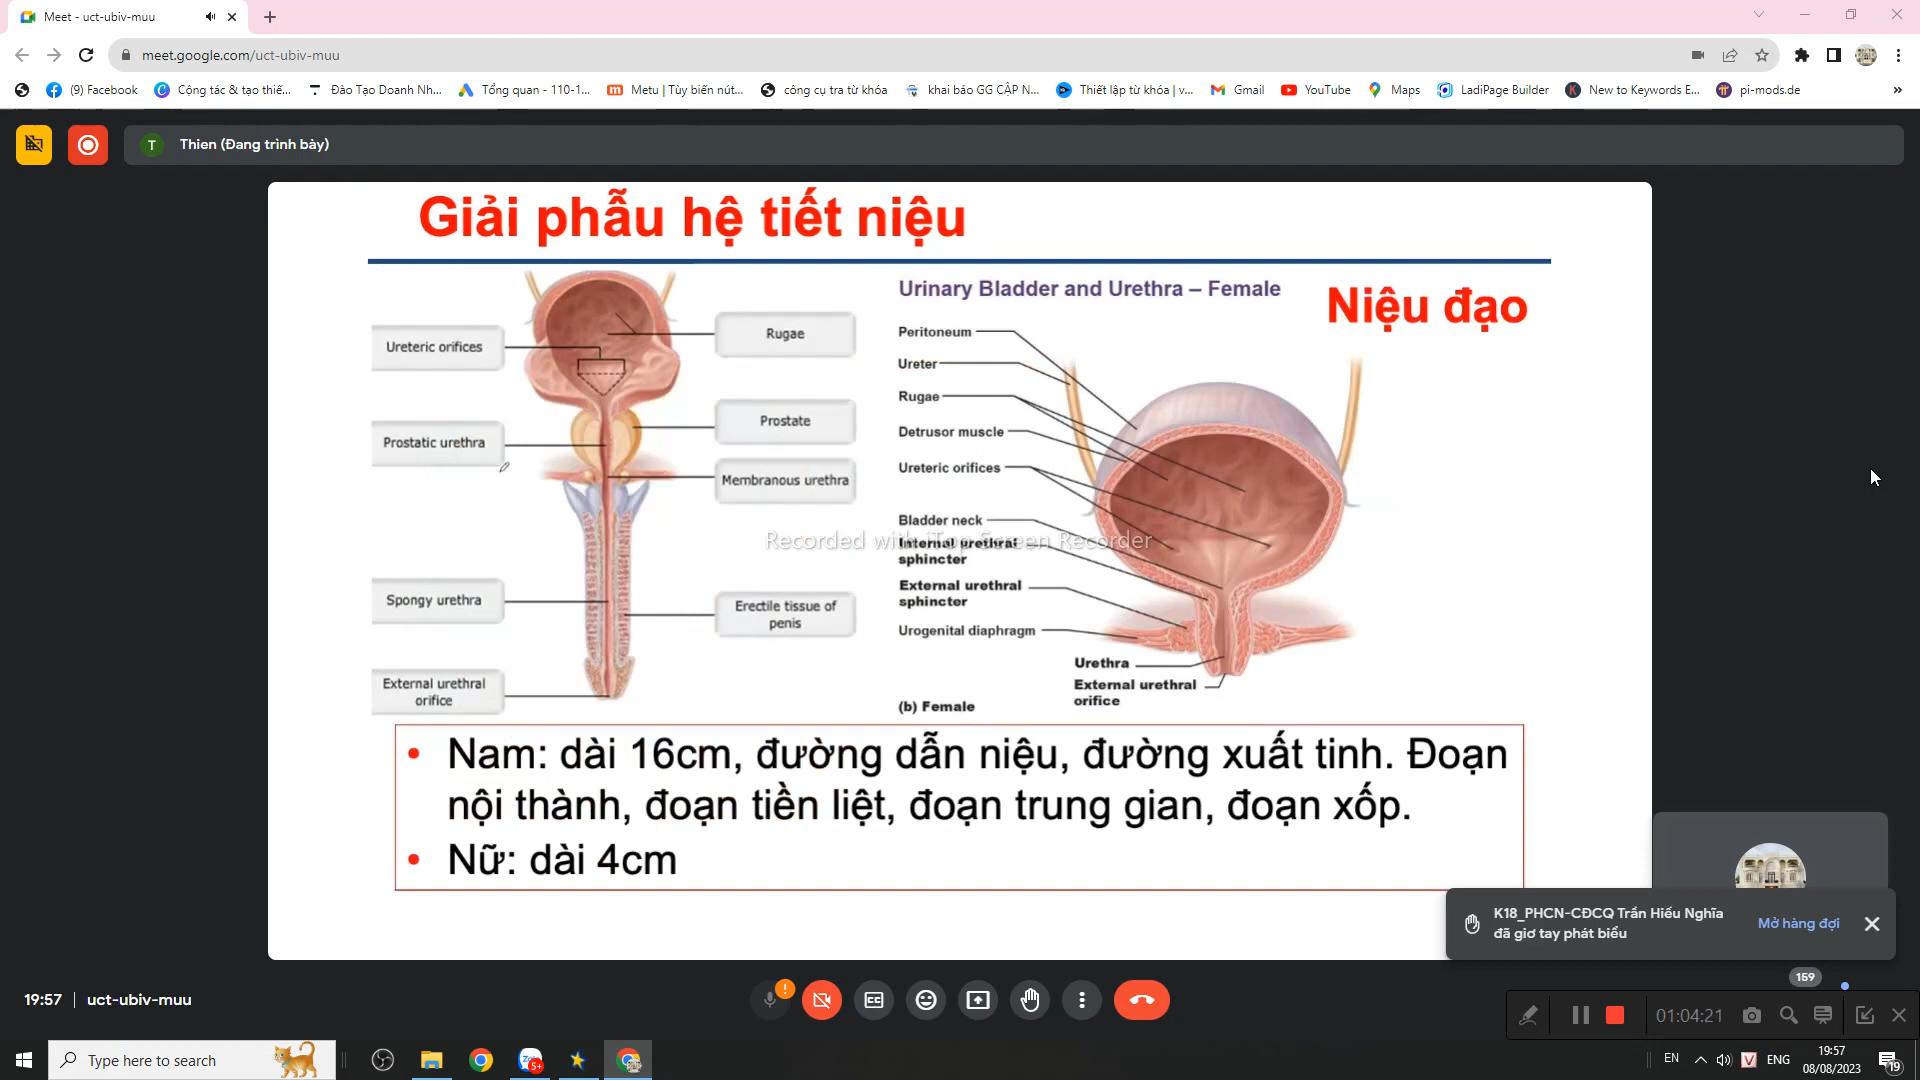 Meet - uct-ubiv-muu
meet.google.com/uct-ubiv-muu
(9) Facebook
Cộng tác & tạo thiế...
Đào Tạo Doanh Nh...
Tổng quan - 110-1...
Metu | Tùy biến nút...
công cụ tra từ khóa
khai báo GG CẬP N...
Thiết lập từ khóa | v...
Gmail
YouTube
Maps
LadiPage Builder
New to Keywords E...
pi-mods.de
T
Thien (Đang trình bày)
Giải phẫu hệ tiết niệu
Niệu đạo
Ureteric orifices
Prostatic urethra
Spongy urethra
External urethral
orifice
Rugae
Prostate
Membranous urethra
Erectile tissue of
penis
Urinary Bladder and Urethra – Female
Peritoneum
Ureter
Rugae
Detrusor muscle
Ureteric orifices
Bladder neck
Internal urethral
sphincter
External urethral
sphincter
Urogenital diaphragm
Urethra
External urethral
orifice
(b) Female
Recorded with iTop Screen Recorder
• Nam: dài 16cm, đường dẫn niệu, đường xuất tinh. Đoạn
nội thành, đoạn tiền liệt, đoạn trung gian, đoạn xốp.
• Nữ: dài 4cm
K18_PHCN-CĐCQ Trần Hiếu Nghĩa
đã giơ tay phát biểu
Mở hàng đợi
159
19:57 | uct-ubiv-muu
01:04:21
Type here to search
Zalo
5+
EN
V
ENG
19:57
08/08/2023
19